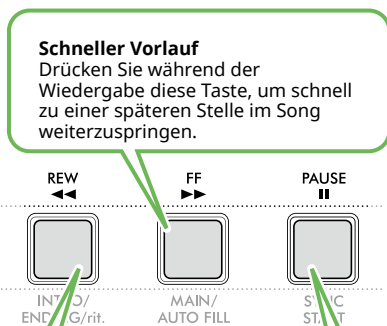 Schneller Vorlauf
Drücken Sie während der
Wiedergabe diese Taste, um schnell
zu einer späteren Stelle im Song
weiterzuspringen.
REW FF PAUSE
MAIN/
AUTO FILL